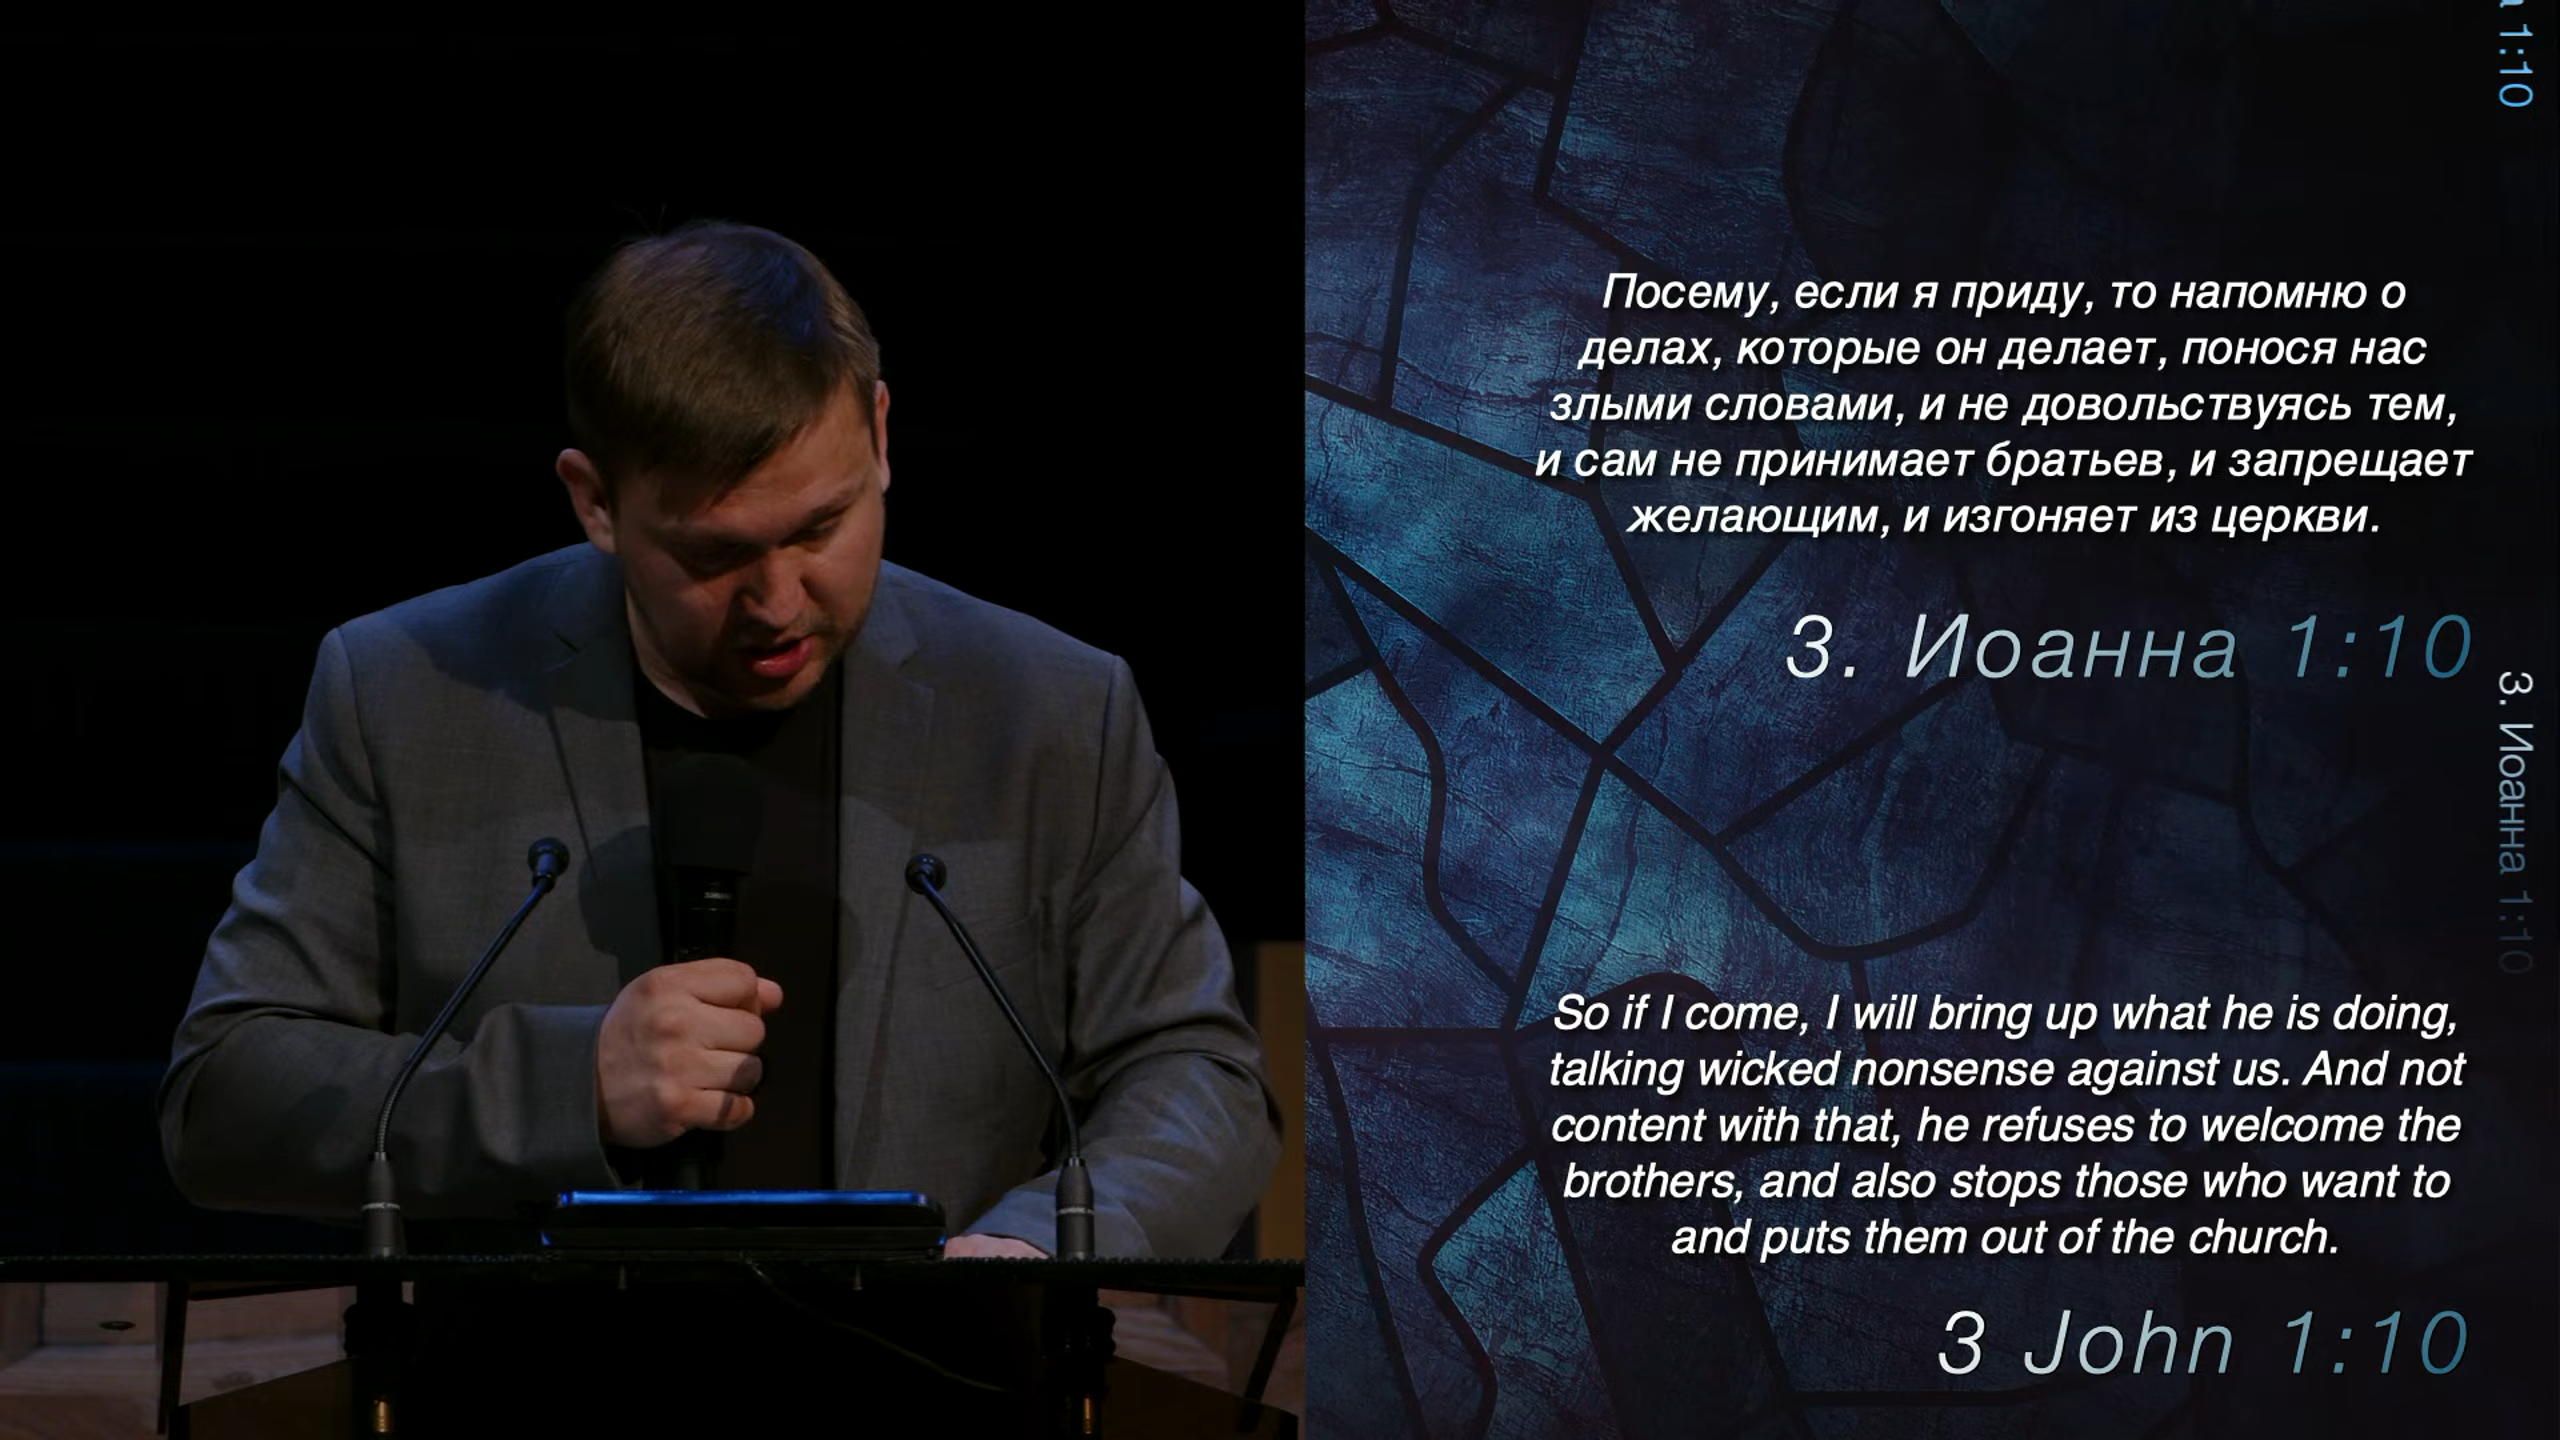 Посему, если я приду, то напомню о
делах, которые он делает, понося нас
злыми словами, и не довольствуясь тем,
и сам не принимает братьев, и запрещает
желающим, и изгоняет из церкви.
3. Иоанна 1:10
So if I come, I will bring up what he is doing,
talking wicked nonsense against us. And not
content with that, he refuses to welcome the
brothers, and also stops those who want to
and puts them out of the church.
3 John 1:10
а 1:10
3. Иоанна 1:10